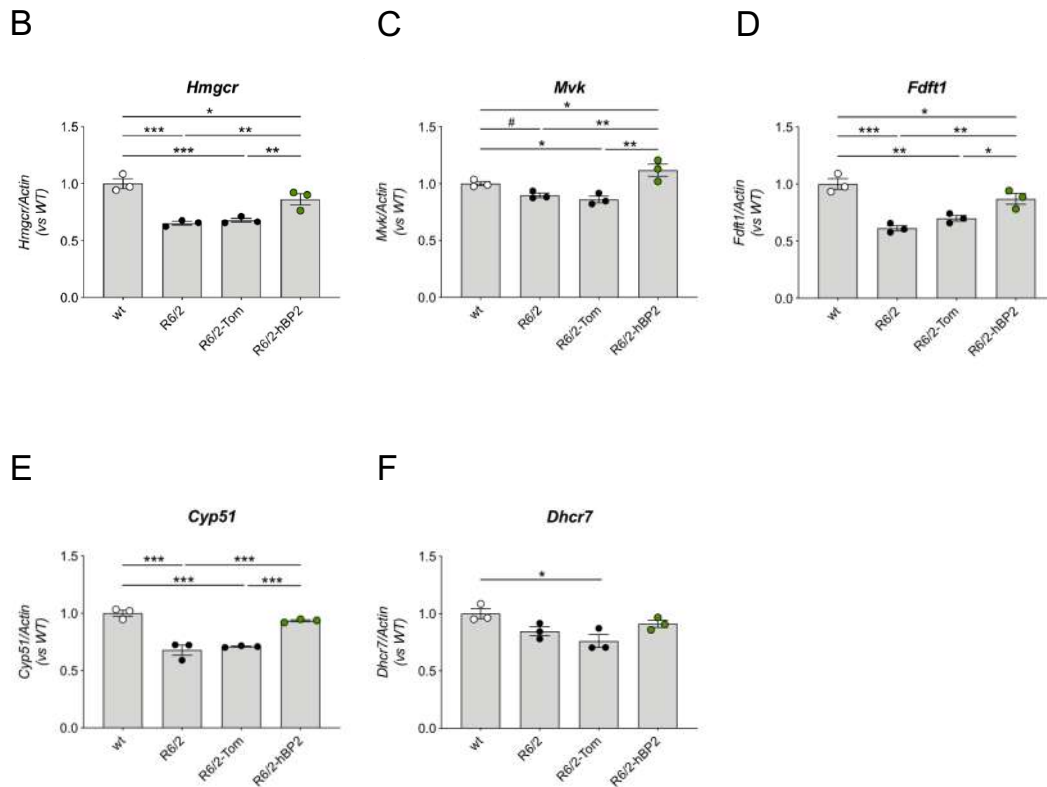 B
Hmgcr
*
***
**
***
**
Hmgcr/Actin
(vs WT)
1.5
1.0
0.5
0.0
wt
R6/2
R6/2-Tom
R6/2-hBP2
C
Mvk
*
#
**
*
**
Mvk/Actin
(vs WT)
1.5
1.0
0.5
0.0
wt
R6/2
R6/2-Tom
R6/2-hBP2
D
Fdft1
*
***
**
**
*
Fdft1/Actin
(vs WT)
1.5
1.0
0.5
0.0
wt
R6/2
R6/2-Tom
R6/2-hBP2
E
Cyp51
***
***
***
***
Cyp51/Actin
(vs WT)
1.5
1.0
0.5
0.0
wt
R6/2
R6/2-Tom
R6/2-hBP2
F
Dhcr7
*
Dhcr7/Actin
(vs WT)
1.5
1.0
0.5
0.0
wt
R6/2
R6/2-Tom
R6/2-hBP2